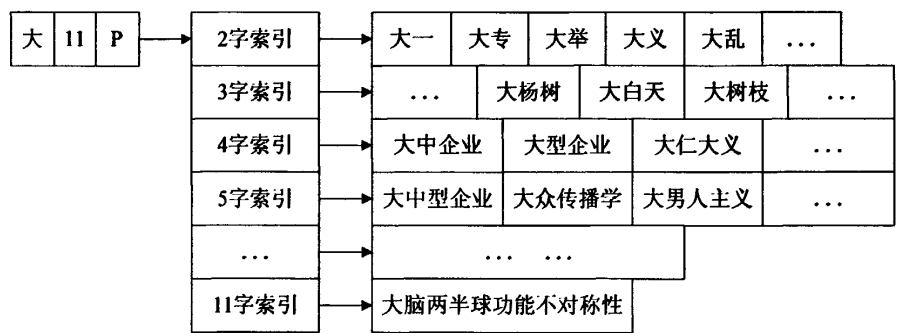 大 11 P 2字索引 大一 大专 大举 大义 大乱 ...
3字索引 ... 大杨树 大白天 大树枝 ...
4字索引 大中企业 大型企业 大仁大义 ...
5字索引 大中型企业 大众传播学 大男人主义 ...
... ... ...
11字索引 大脑两半球功能不对称性